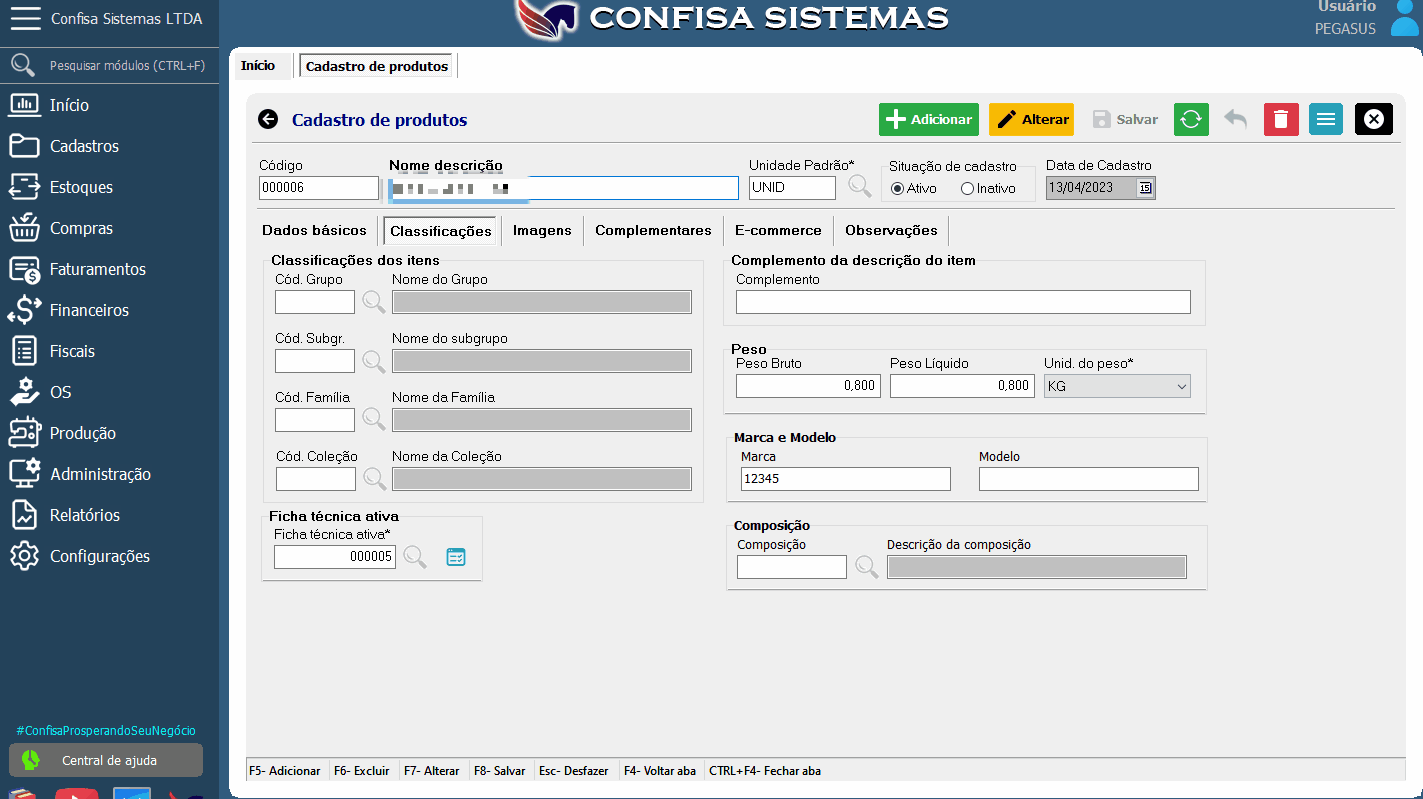 Confisa Sistemas LTDA
CONFISA SISTEMAS
Usuário
PEGASUS
Pesquisar módulos (CTRL+F)
Início
Cadastros
Estoques
Compras
Faturamentos
Financeiros
Fiscais
OS
Produção
Administração
Relatórios
Configurações
#ConfisaProsperandoSeuNegócio
Central de ajuda
Início
Cadastro de produtos
Cadastro de produtos
Adicionar
Alterar
Salvar
Código
Nome descrição
Unidade Padrão*
Situação de cadastro
Data de Cadastro
000006
UNID
Ativo
Inativo
13/04/2023
15
Dados básicos
Classificações
Imagens
Complementares
E-commerce
Observações
Classificações dos itens
Cód. Grupo
Nome do Grupo
Cód. Subgr.
Nome do subgrupo
Cód. Família
Nome da Família
Cód. Coleção
Nome da Coleção
Ficha técnica ativa
Ficha técnica ativa*
000005
Complemento da descrição do item
Complemento
Peso
Peso Bruto
Peso Líquido
Unid. do peso*
0,800
0,800
KG
Marca e Modelo
Marca
Modelo
12345
Composição
Composição
Descrição da composição
F5- Adicionar
F6- Excluir
F7- Alterar
F8- Salvar
Esc- Desfazer
F4- Voltar aba
CTRL+F4- Fechar aba